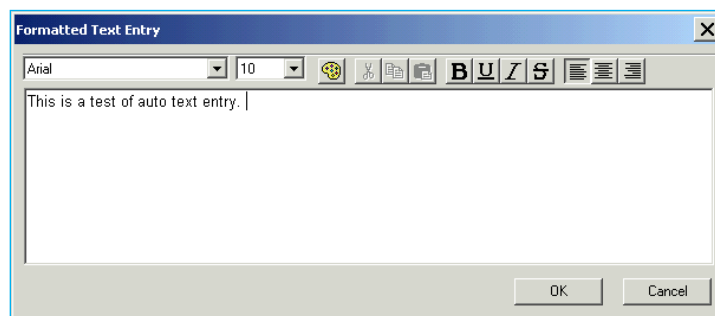 Formatted Text Entry
Arial 10 B U I S
This is a test of auto text entry.
OK Cancel